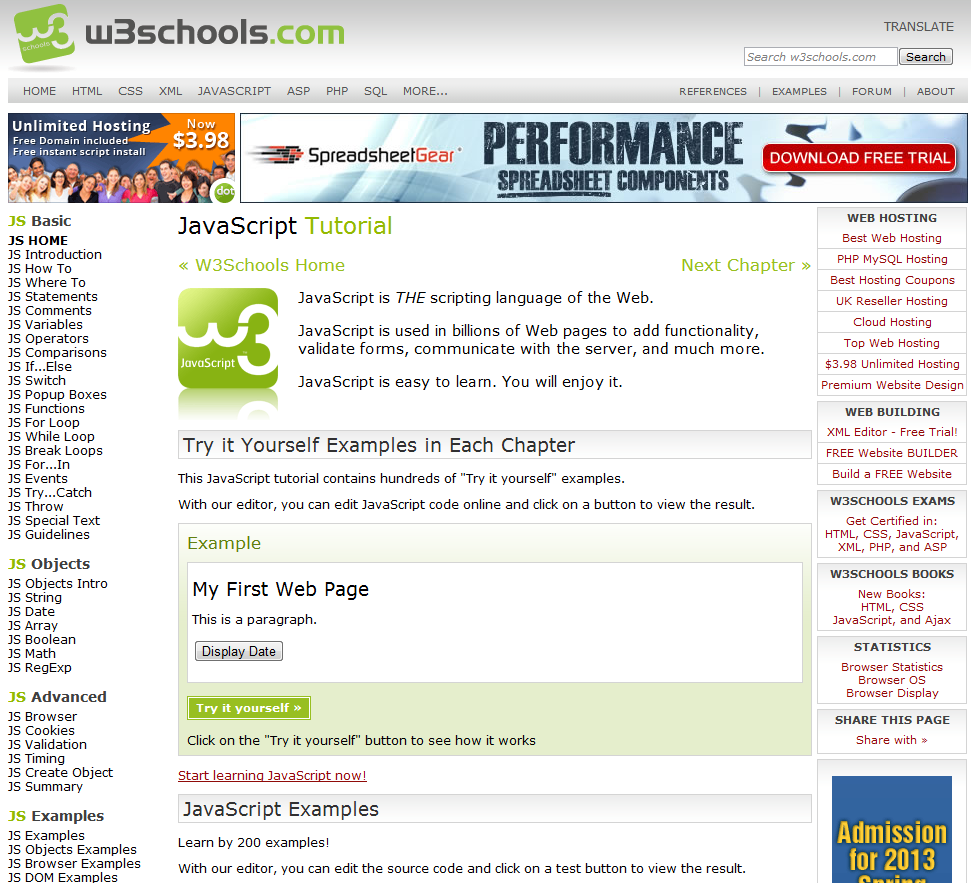 w3schools.com
schools
TRANSLATE
Search w3schools.com
Search
HOME HTML CSS XML JAVASCRIPT ASP PHP SQL MORE...
REFERENCES | EXAMPLES | FORUM | ABOUT
Unlimited Hosting
Free Domain included
Free instant script install
Now
$3.98
dot
SpreadsheetGear
PERFORMANCE
SPREADSHEET COMPONENTS
DOWNLOAD FREE TRIAL
JS Basic
JS HOME
JS Introduction
JS How To
JS Where To
JS Statements
JS Comments
JS Variables
JS Operators
JS Comparisons
JS If...Else
JS Switch
JS Popup Boxes
JS Functions
JS For Loop
JS While Loop
JS Break Loops
JS For...In
JS Events
JS Try...Catch
JS Throw
JS Special Text
JS Guidelines
JS Objects
JS Objects Intro
JS String
JS Date
JS Array
JS Boolean
JS Math
JS RegExp
JS Advanced
JS Browser
JS Cookies
JS Validation
JS Timing
JS Create Object
JS Summary
JS Examples
JS Examples
JS Objects Examples
JS Browser Examples
JS DOM Examples
JavaScript Tutorial
« W3Schools Home
Next Chapter »
w3
JavaScript
JavaScript is THE scripting language of the Web.
JavaScript is used in billions of Web pages to add functionality,
validate forms, communicate with the server, and much more.
JavaScript is easy to learn. You will enjoy it.
Try it Yourself Examples in Each Chapter
This JavaScript tutorial contains hundreds of "Try it yourself" examples.
With our editor, you can edit JavaScript code online and click on a button to view the result.
Example
My First Web Page
This is a paragraph.
Display Date
Try it yourself »
Click on the "Try it yourself" button to see how it works
Start learning JavaScript now!
JavaScript Examples
Learn by 200 examples!
With our editor, you can edit the source code and click on a test button to view the result.
WEB HOSTING
Best Web Hosting
PHP MySQL Hosting
Best Hosting Coupons
UK Reseller Hosting
Cloud Hosting
Top Web Hosting
$3.98 Unlimited Hosting
Premium Website Design
WEB BUILDING
XML Editor - Free Trial!
FREE Website BUILDER
Build a FREE Website
W3SCHOOLS EXAMS
Get Certified in:
HTML, CSS, JavaScript,
XML, PHP, and ASP
W3SCHOOLS BOOKS
New Books:
HTML, CSS
JavaScript, and Ajax
STATISTICS
Browser Statistics
Browser OS
Browser Display
SHARE THIS PAGE
Share with »
Admission
for 2013
Spring